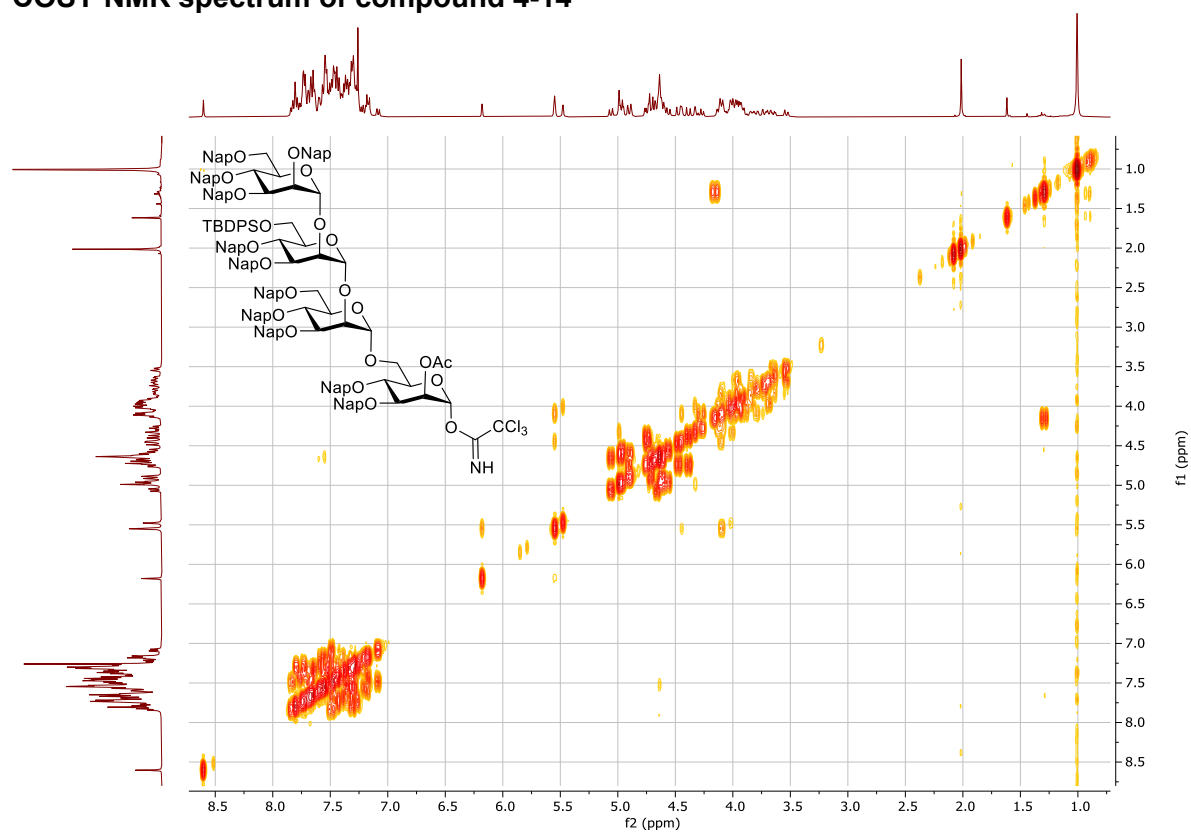 COSY NMR spectrum of compound 4-14
NapO
ONap
NapO
NapO
O
O
TBDPSO
NapO
NapO
O
O
NapO
NapO
NapO
O
O
OAc
NapO
NapO
O
O
CCl3
NH
1.0
1.5
2.0
2.5
3.0
3.5
4.0
4.5
5.0
5.5
6.0
6.5
7.0
7.5
8.0
8.5
f1 (ppm)
8.5 8.0 7.5 7.0 6.5 6.0 5.5 5.0 4.5 4.0 3.5 3.0 2.5 2.0 1.5 1.0
f2 (ppm)